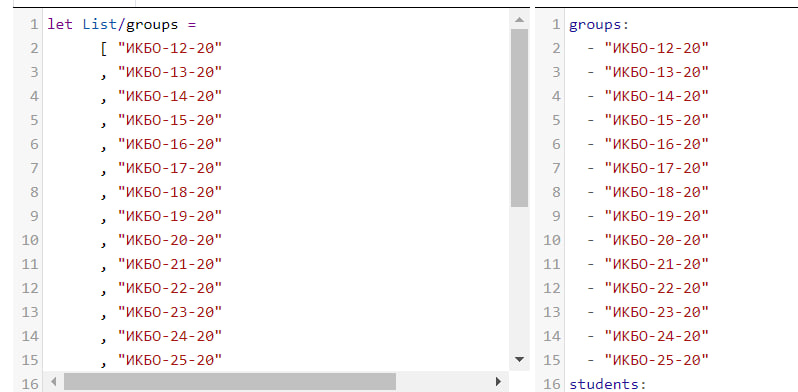 1 let List/groups =
2 [ "ИКБО-12-20"
3 , "ИКБО-13-20"
4 , "ИКБО-14-20"
5 , "ИКБО-15-20"
6 , "ИКБО-16-20"
7 , "ИКБО-17-20"
8 , "ИКБО-18-20"
9 , "ИКБО-19-20"
10 , "ИКБО-20-20"
11 , "ИКБО-21-20"
12 , "ИКБО-22-20"
13 , "ИКБО-23-20"
14 , "ИКБО-24-20"
15 , "ИКБО-25-20"
16
1 groups:
2 - "ИКБО-12-20"
3 - "ИКБО-13-20"
4 - "ИКБО-14-20"
5 - "ИКБО-15-20"
6 - "ИКБО-16-20"
7 - "ИКБО-17-20"
8 - "ИКБО-18-20"
9 - "ИКБО-19-20"
10 - "ИКБО-20-20"
11 - "ИКБО-21-20"
12 - "ИКБО-22-20"
13 - "ИКБО-23-20"
14 - "ИКБО-24-20"
15 - "ИКБО-25-20"
16 students: